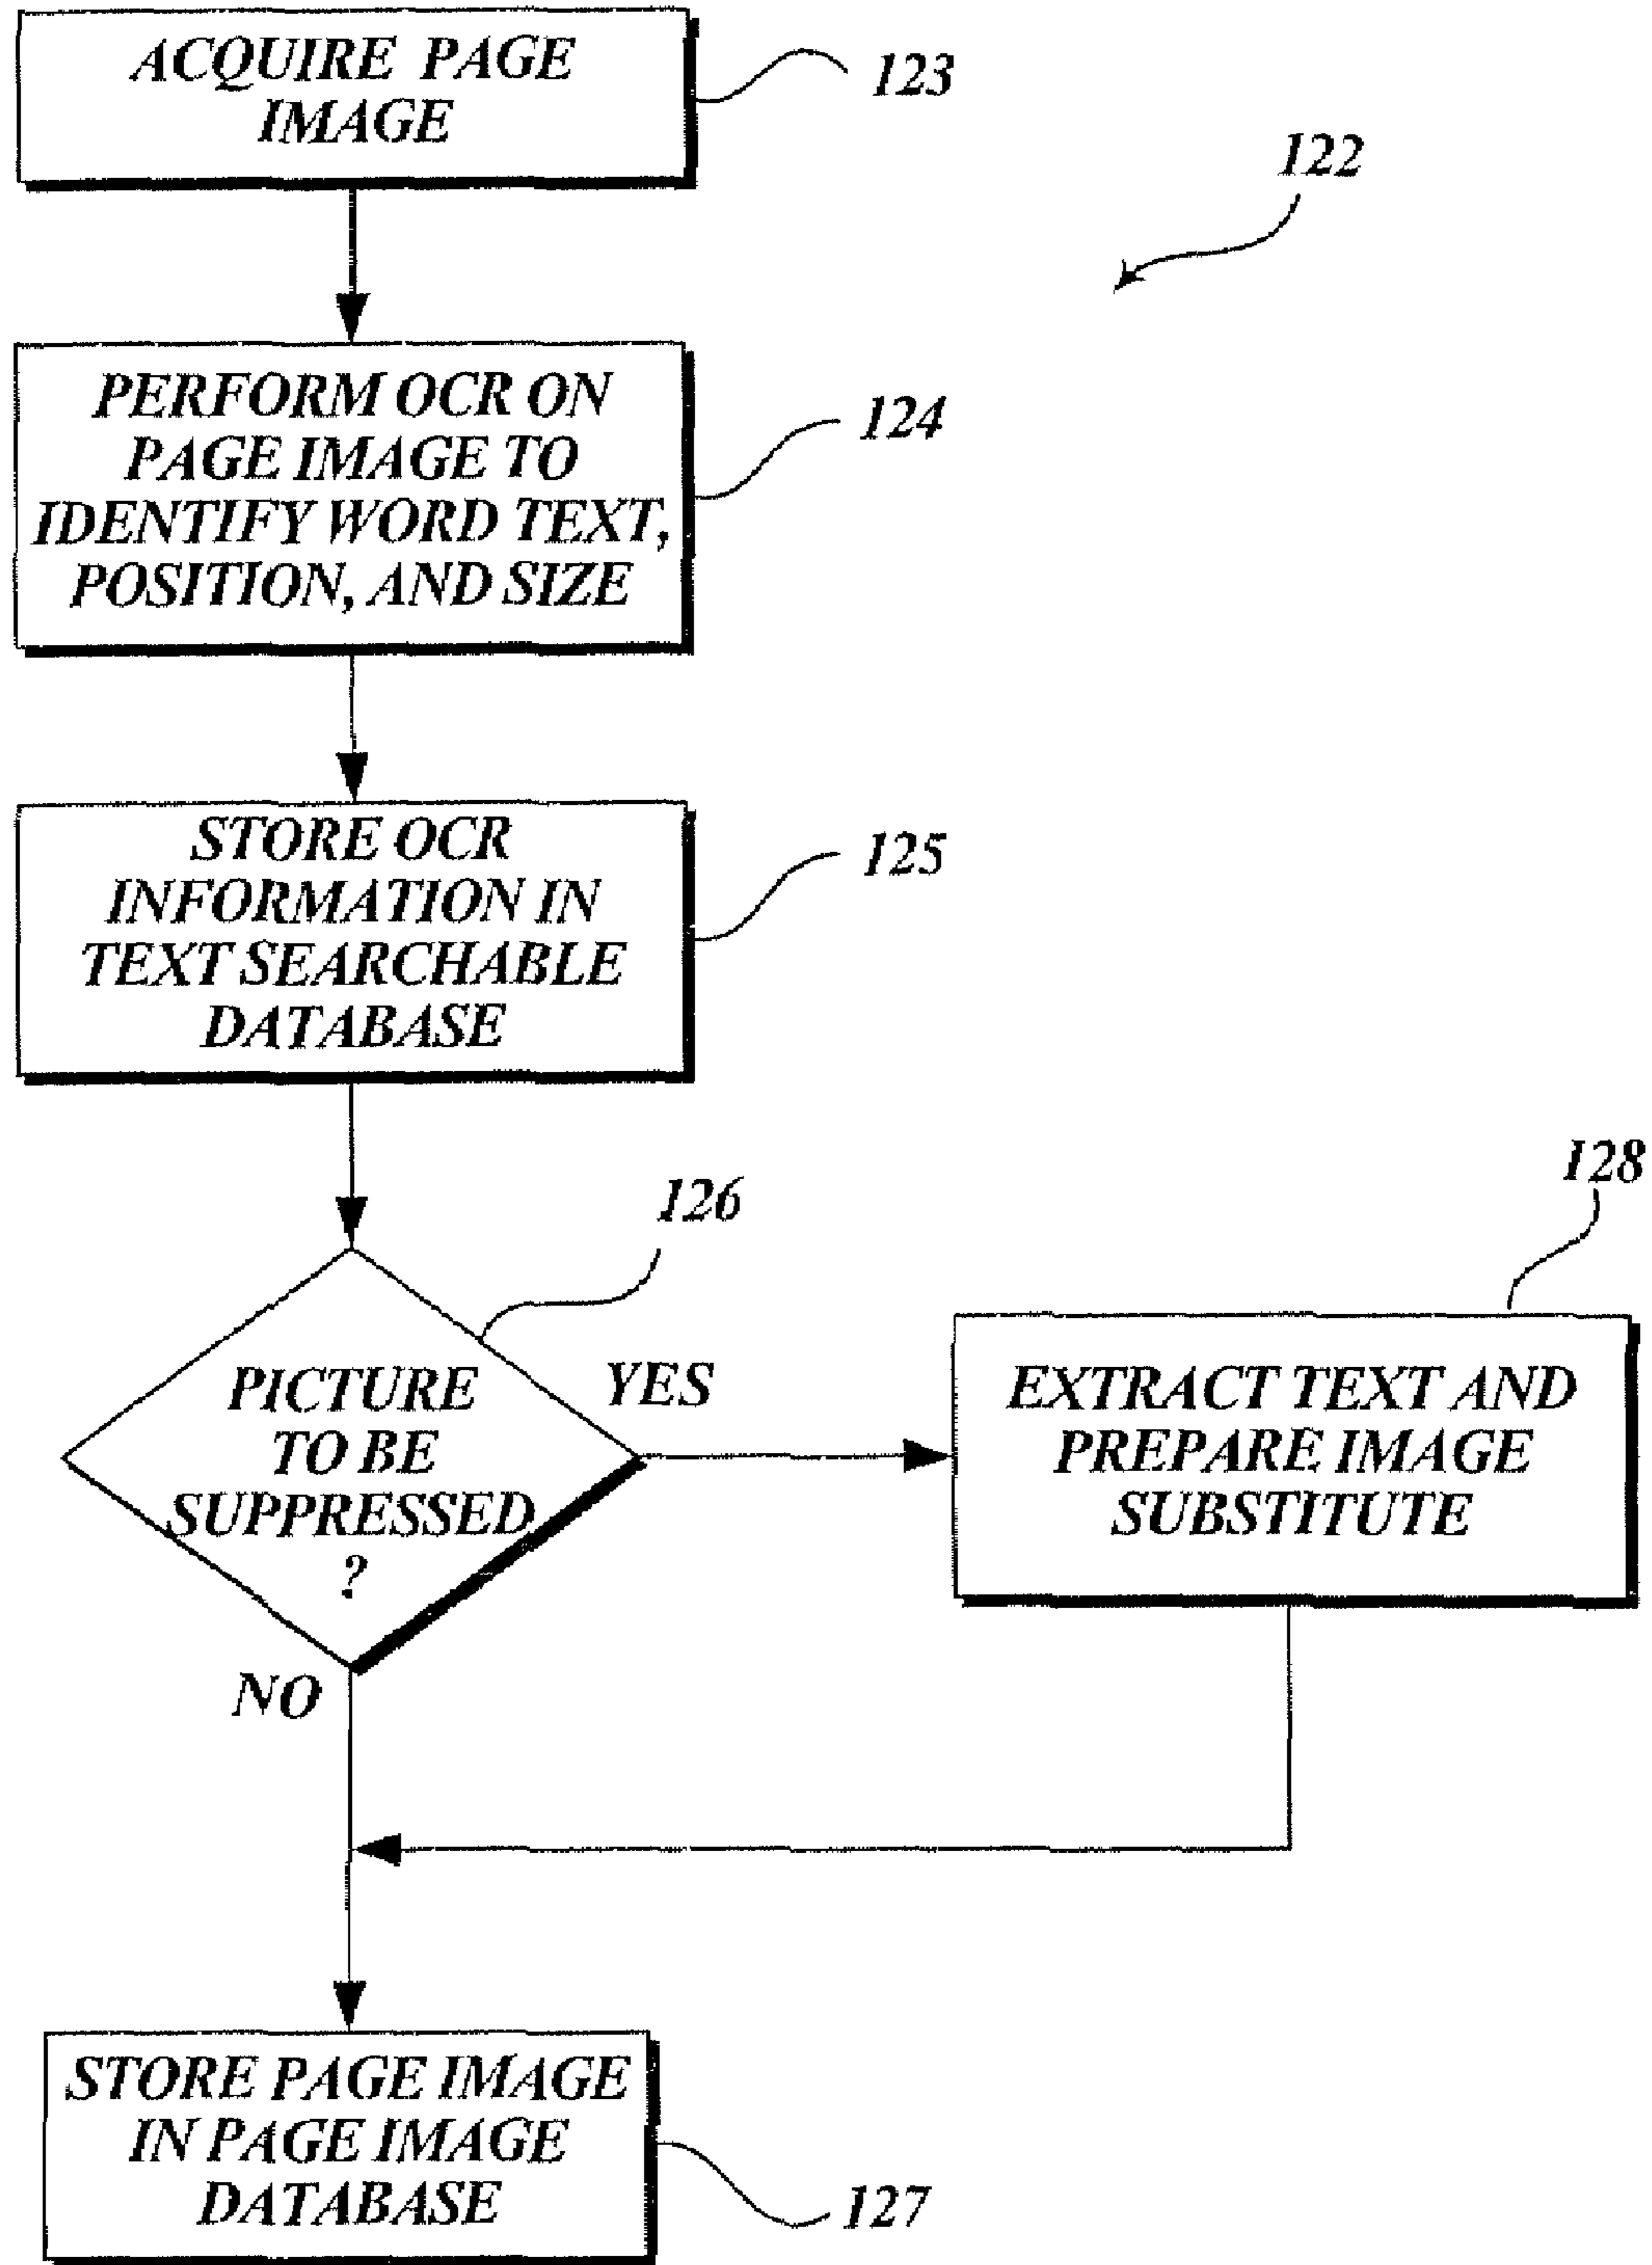 ACQUIRE PAGE
IMAGE
123
122
PERFORM OCR ON
PAGE IMAGE TO
IDENTIFY WORD TEXT,
POSITION, AND SIZE
124
STORE OCR
INFORMATION IN
TEXT SEARCHABLE
DATABASE
125
126
PICTURE
TO BE
SUPPRESSED
?
YES
NO
128
EXTRACT TEXT AND
PREPARE IMAGE
SUBSTITUTE
STORE PAGE IMAGE
IN PAGE IMAGE
DATABASE
127